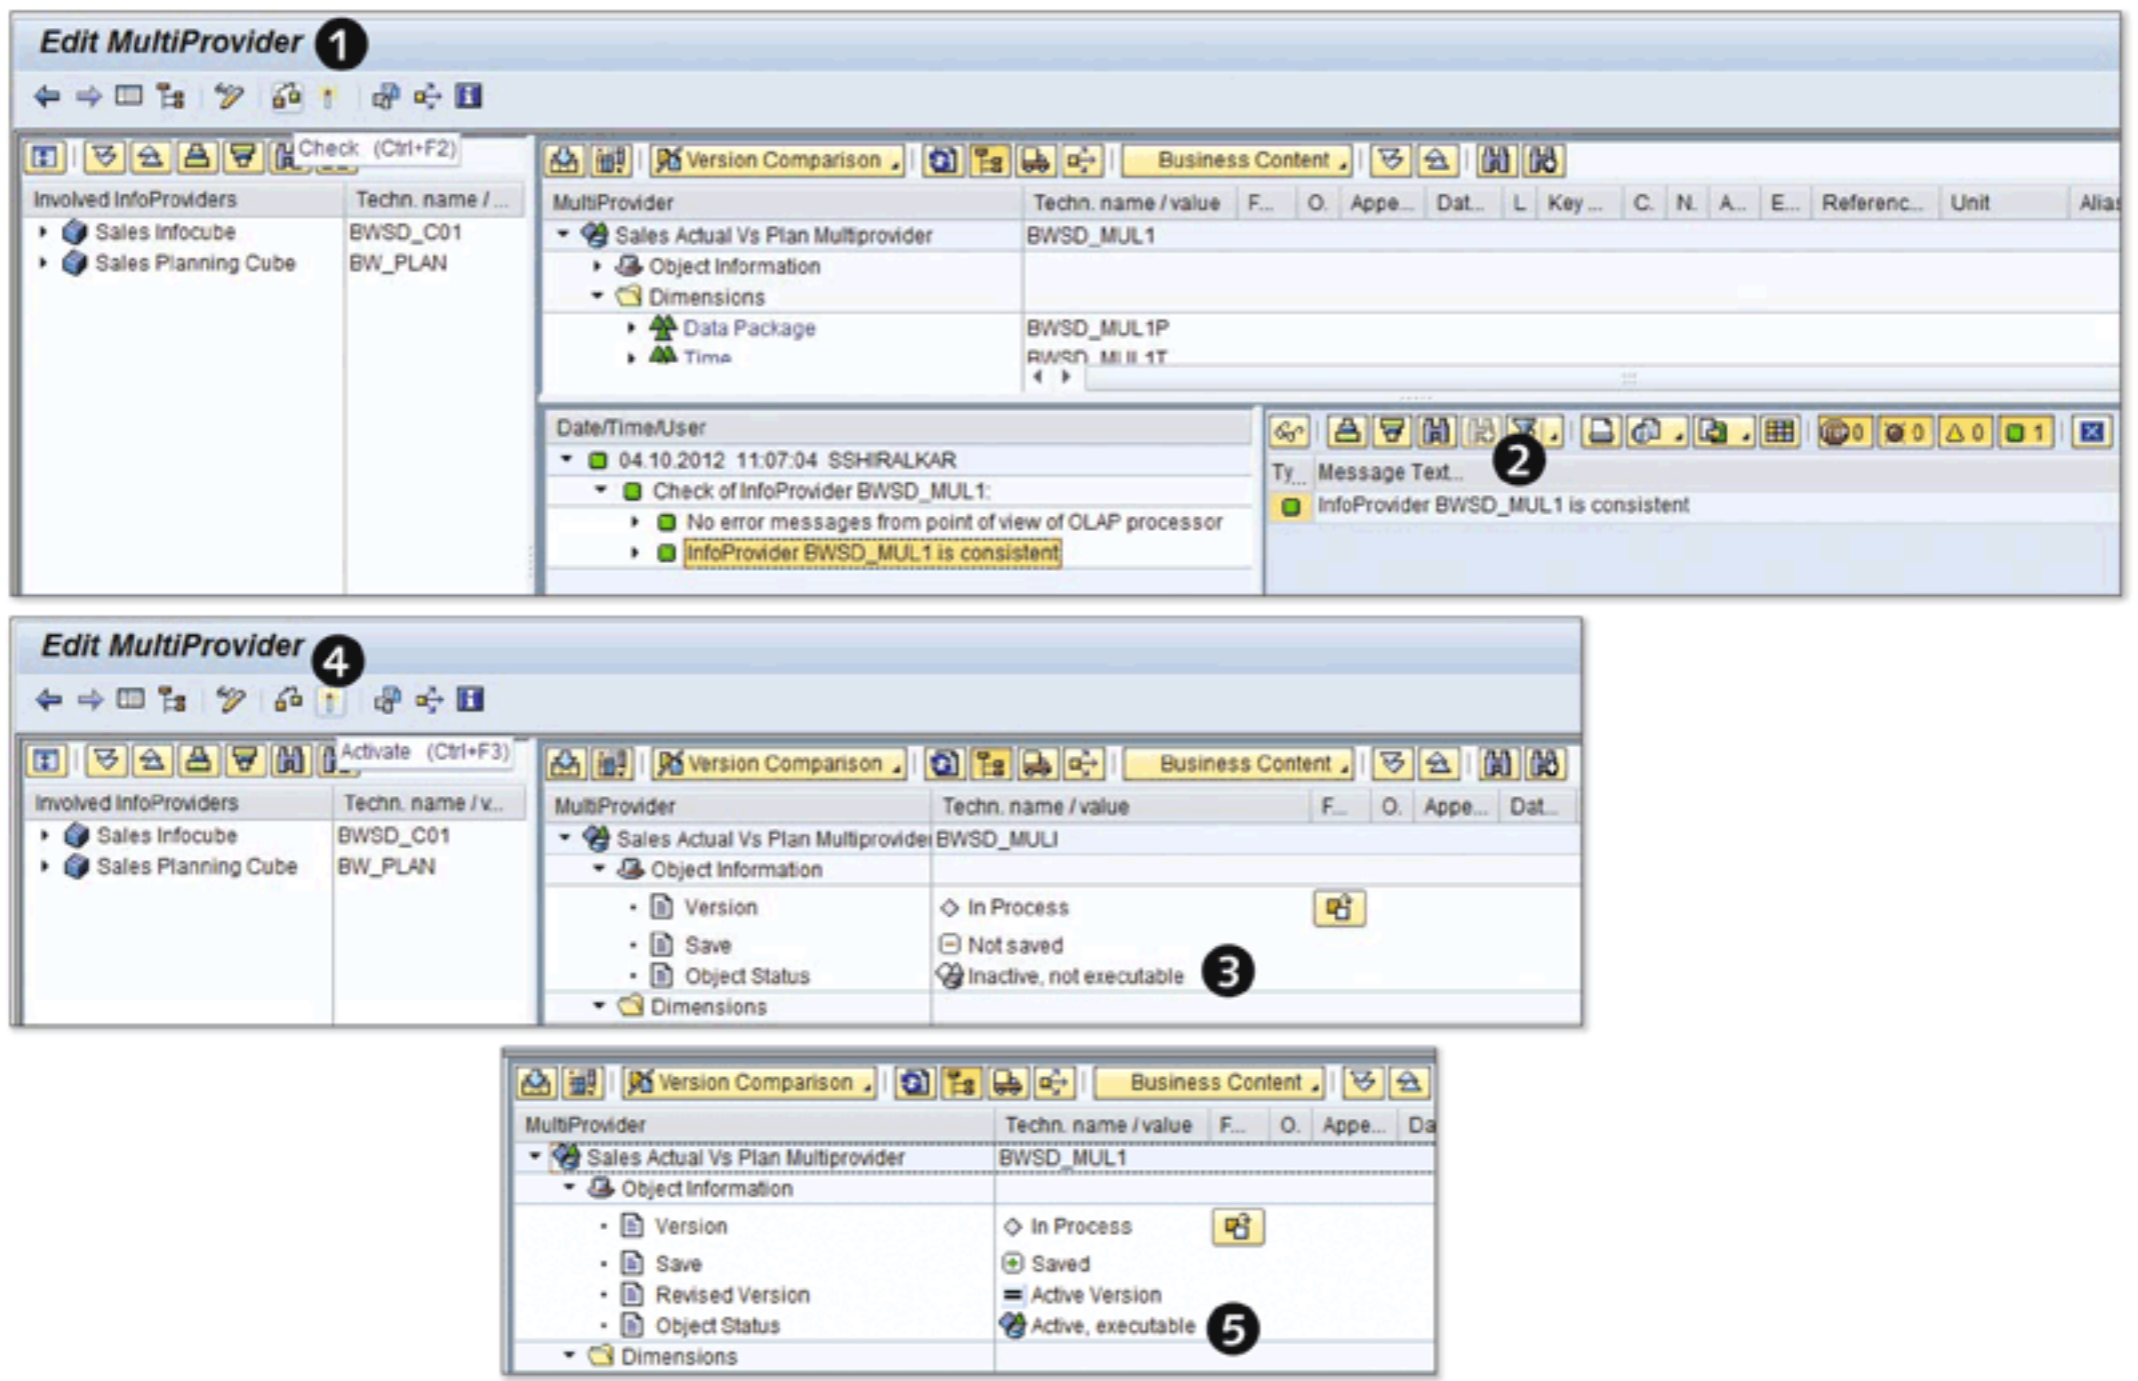 Edit MultiProvider 1
Check (Ctrl+F2)
Version Comparison Business Content
Involved InfoProviders Techn. name / ...
Sales Infocube BWSD_C01
Sales Planning Cube BW_PLAN
MultiProvider Techn. name / value F... O. Appe... Dat... L Key ... C. N. A... E... Referenc... Unit Alias
Sales Actual Vs Plan Multiprovider BWSD_MUL1
Object Information
Dimensions
Data Package BWSD_MUL1P
Time BWSD_MUL1T
Date/Time/User
04.10.2012 11:07:04 SSHIRALKAR
Check of InfoProvider BWSD_MUL1:
No error messages from point of view of OLAP processor
InfoProvider BWSD_MUL1 is consistent
STOP 0 0 0 1
2
Ty... Message Text...
InfoProvider BWSD_MUL1 is consistent
Edit MultiProvider 4
Activate (Ctrl+F3)
Version Comparison Business Content
Involved InfoProviders Techn. name / v...
Sales Infocube BWSD_C01
Sales Planning Cube BW_PLAN
MultiProvider Techn. name / value F... O. Appe... Dat...
Sales Actual Vs Plan Multiprovider BWSD_MULI
Object Information
Version In Process
Save Not saved
Object Status Inactive, not executable 3
Dimensions
Version Comparison Business Content
MultiProvider Techn. name / value F... O. Appe... Da
Sales Actual Vs Plan Multiprovider BWSD_MUL1
Object Information
Version In Process
Save Saved
Revised Version Active Version
Object Status Active, executable 5
Dimensions